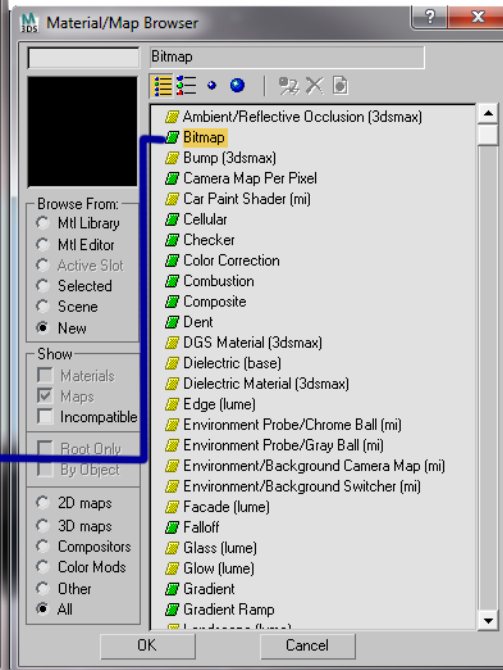 3DS
Material/Map Browser
?
X
Bitmap
Browse From:
Mtl Library
Mtl Editor
Active Slot
Selected
Scene
New
Show
Materials
Maps
Incompatible
Root Only
By Object
2D maps
3D maps
Compositors
Color Mods
Other
All
Ambient/Reflective Occlusion (3dsmax)
Bitmap
Bump (3dsmax)
Camera Map Per Pixel
Car Paint Shader (mi)
Cellular
Checker
Color Correction
Combustion
Composite
Dent
DGS Material (3dsmax)
Dielectric (base)
Dielectric Material (3dsmax)
Edge (lume)
Environment Probe/Chrome Ball (mi)
Environment Probe/Gray Ball (mi)
Environment/Background Camera Map (mi)
Environment/Background Switcher (mi)
Facade (lume)
Falloff
Glass (lume)
Glow (lume)
Gradient
Gradient Ramp
OK
Cancel